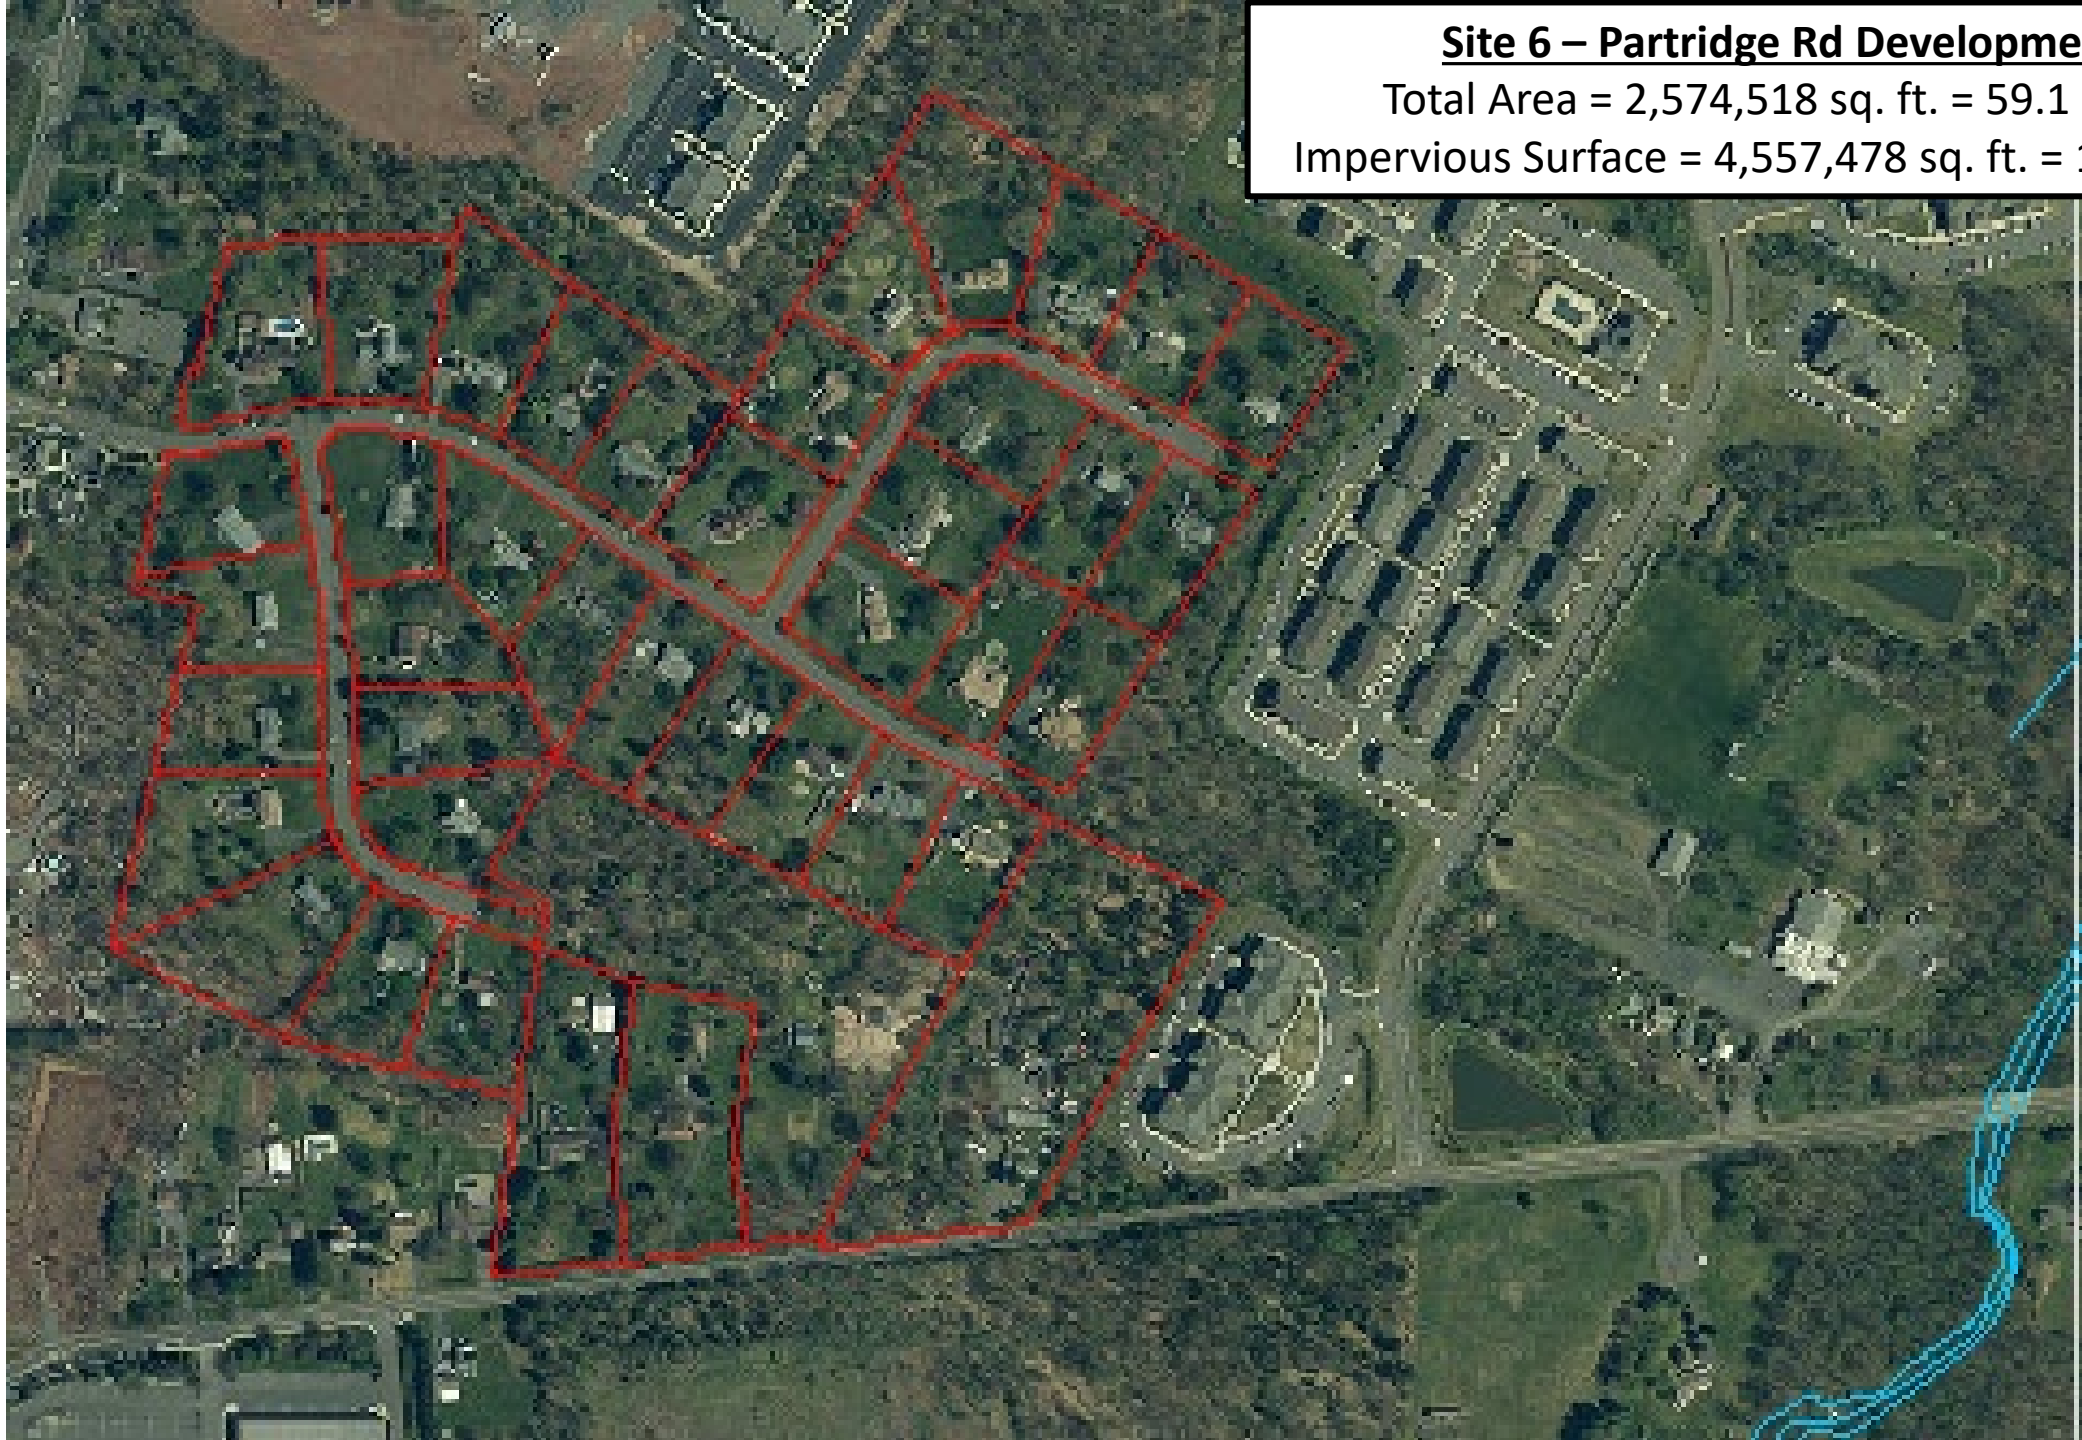 Site 6 – Partridge Rd Developme
Total Area = 2,574,518 sq. ft. = 59.1
Impervious Surface = 4,557,478 sq. ft. =